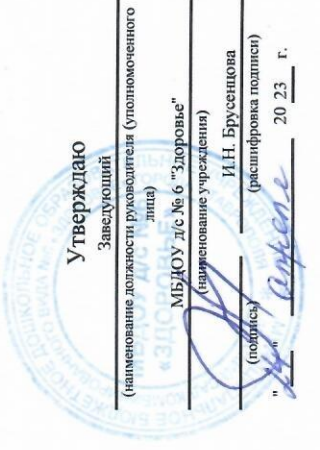 Утверждаю
Заведующий
(наименование должности руководителя (уполномоченного
лица)
МБДОУ д/с № 6 "Здоровье"
(наименование учреждения)
И.Н. Брусенцова
(подпись) (расшифровка подписи)
" " апреля 20 23 г.